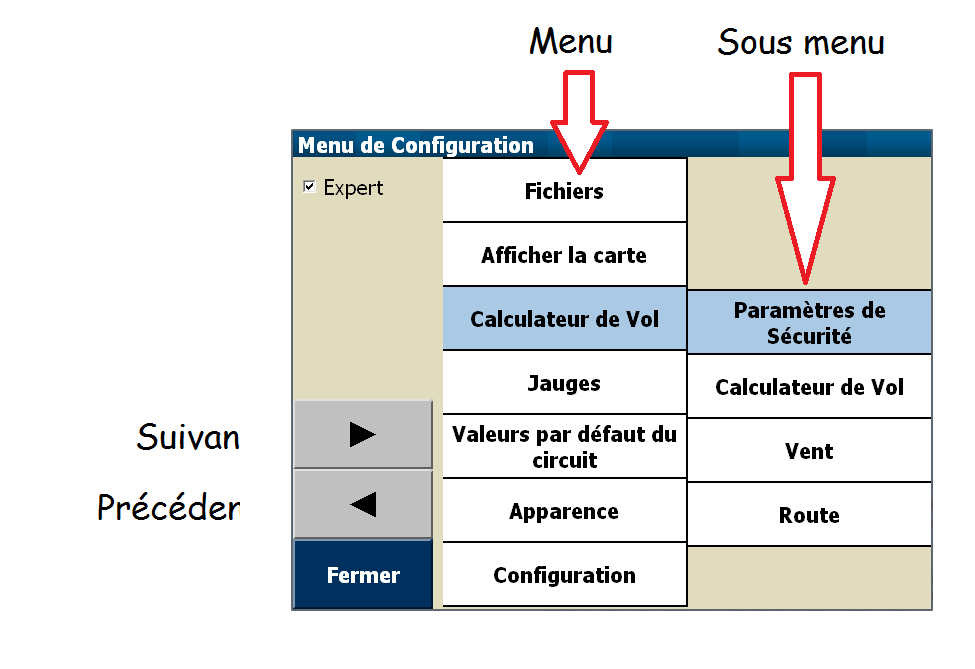 Menu
Sous menu
Menu de Configuration
Expert
Fichiers
Afficher la carte
Calculateur de Vol
Jauges
Valeurs par défaut du
circuit
Apparence
Configuration
Paramètres de
Sécurité
Calculateur de Vol
Vent
Route
Suivan
Précéder
Fermer